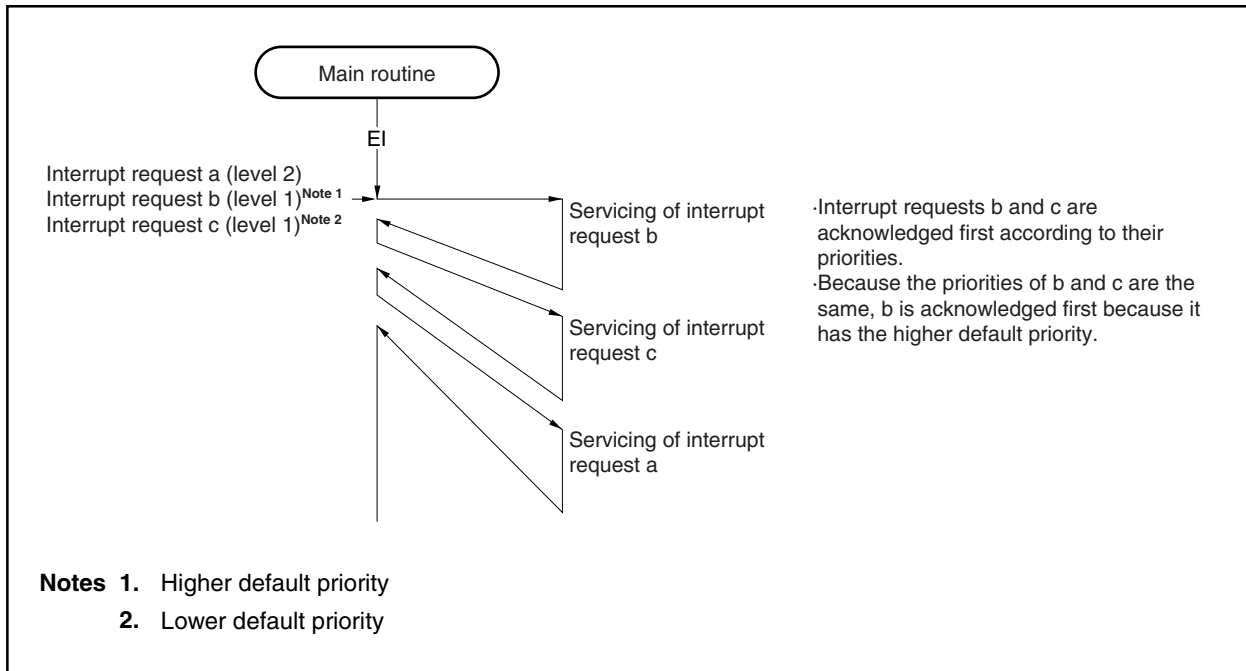 Main routine
EI
Interrupt request a (level 2)
Interrupt request b (level 1)Note 1
Interrupt request c (level 1)Note 2
Servicing of interrupt
request b
·Interrupt requests b and c are
acknowledged first according to their
priorities.
·Because the priorities of b and c are the
same, b is acknowledged first because it
has the higher default priority.
Servicing of interrupt
request c
Servicing of interrupt
request a
Notes 1. Higher default priority
2. Lower default priority